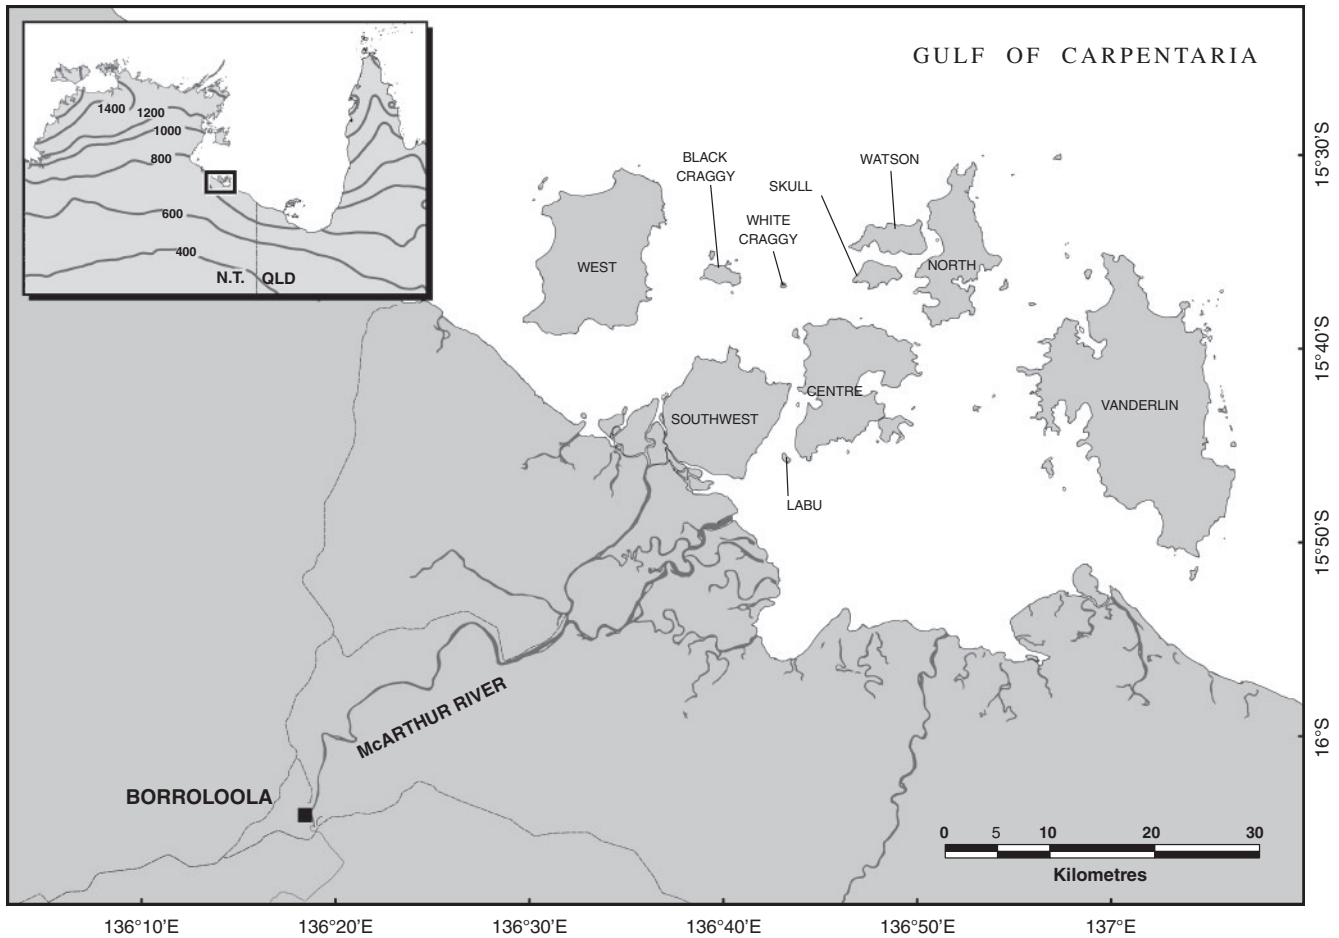 GULF OF CARPENTARIA
1400
1200
1000
800
600
400
N.T.
QLD
BLACK
CRAGGY
WATSON
SKULL
WHITE
CRAGGY
WEST
NORTH
CENTRE
VANDERLIN
SOUTHWEST
LABU
McARTHUR RIVER
BORROLOOLA
0 5 10 20 30
Kilometres
15°30'S
15°40'S
15°50'S
16°S
136°10'E
136°20'E
136°30'E
136°40'E
136°50'E
137°E